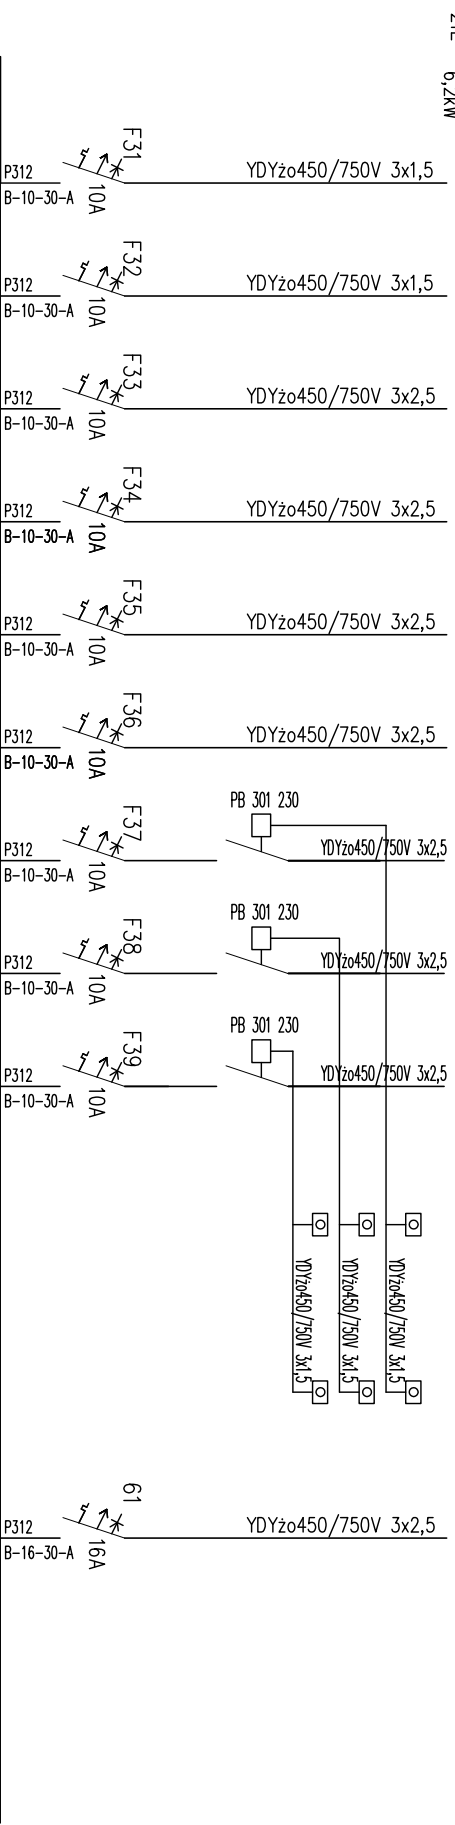 6,2kW
F31
P312
YDYżo450/750V 3x1,5
B-10-30-A
10A
F32
P312
YDYżo450/750V 3x1,5
B-10-30-A
10A
F33
P312
YDYżo450/750V 3x2,5
B-10-30-A
10A
F34
P312
YDYżo450/750V 3x2,5
B-10-30-A
10A
F35
P312
YDYżo450/750V 3x2,5
B-10-30-A
10A
F36
P312
YDYżo450/750V 3x2,5
B-10-30-A
10A
PB 301 230
F37
P312
YDYżo450/750V 3x2,5
B-10-30-A
10A
PB 301 230
F38
P312
YDYżo450/750V 3x2,5
B-10-30-A
10A
PB 301 230
F39
P312
YDYżo450/750V 3x2,5
B-10-30-A
10A
YDYżo450/750V 3x1,5
YDYżo450/750V 3x1,5
YDYżo450/750V 3x1,5
61
P312
YDYżo450/750V 3x2,5
B-16-30-A
16A